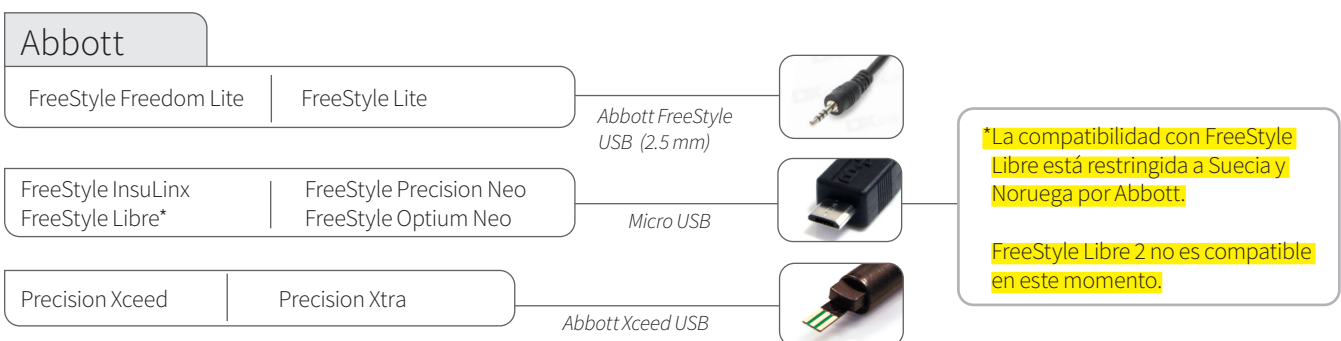 Abbott
FreeStyle Freedom Lite
FreeStyle Lite
Abbott FreeStyle
USB (2.5 mm)
FreeStyle InsuLinx
FreeStyle Libre*
FreeStyle Precision Neo
FreeStyle Optium Neo
Micro USB
*La compatibilidad con FreeStyle
Libre está restringida a Suecia y
Noruega por Abbott.
FreeStyle Libre 2 no es compatible
en este momento.
Precision Xceed
Precision Xtra
Abbott Xceed USB